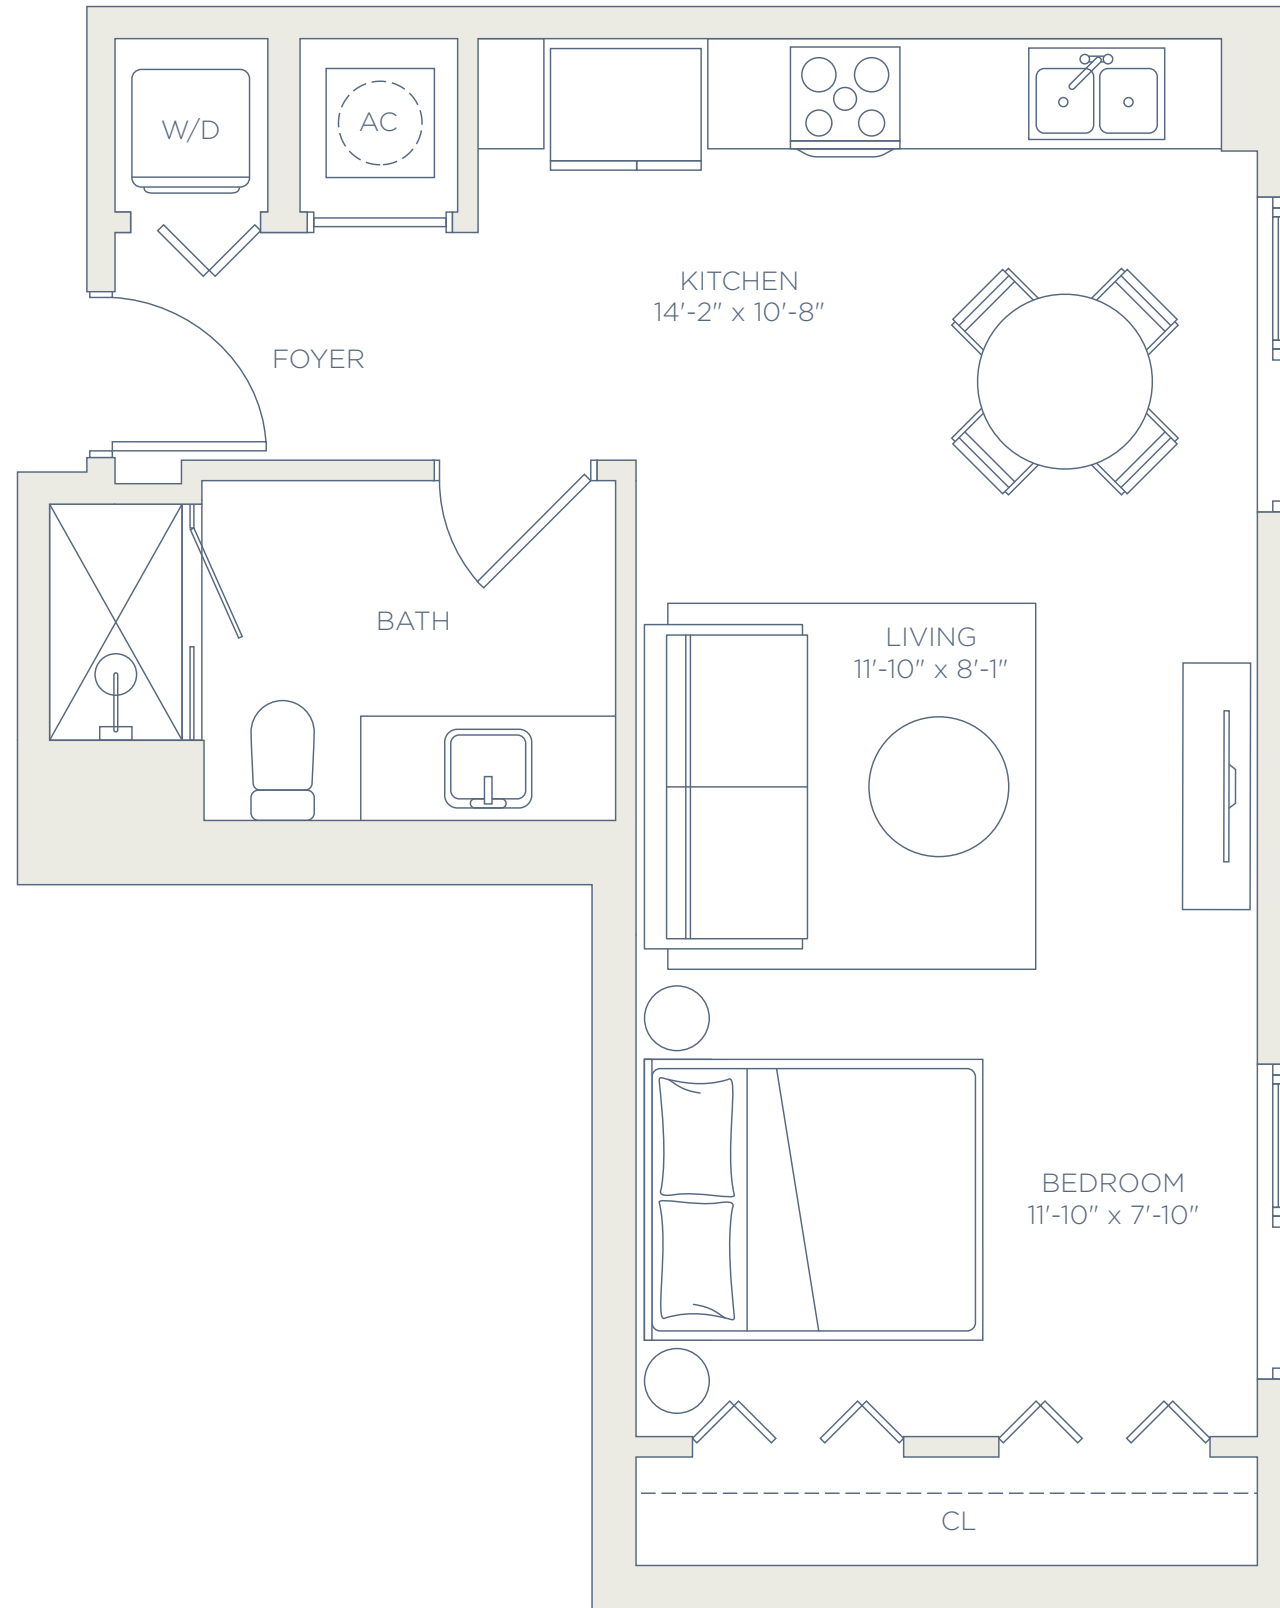 W/D
AC
KITCHEN
14'-2" x 10'-8"
FOYER
BATH
LIVING
11'-10" x 8'-1"
BEDROOM
11'-10" x 7'-10"
CL